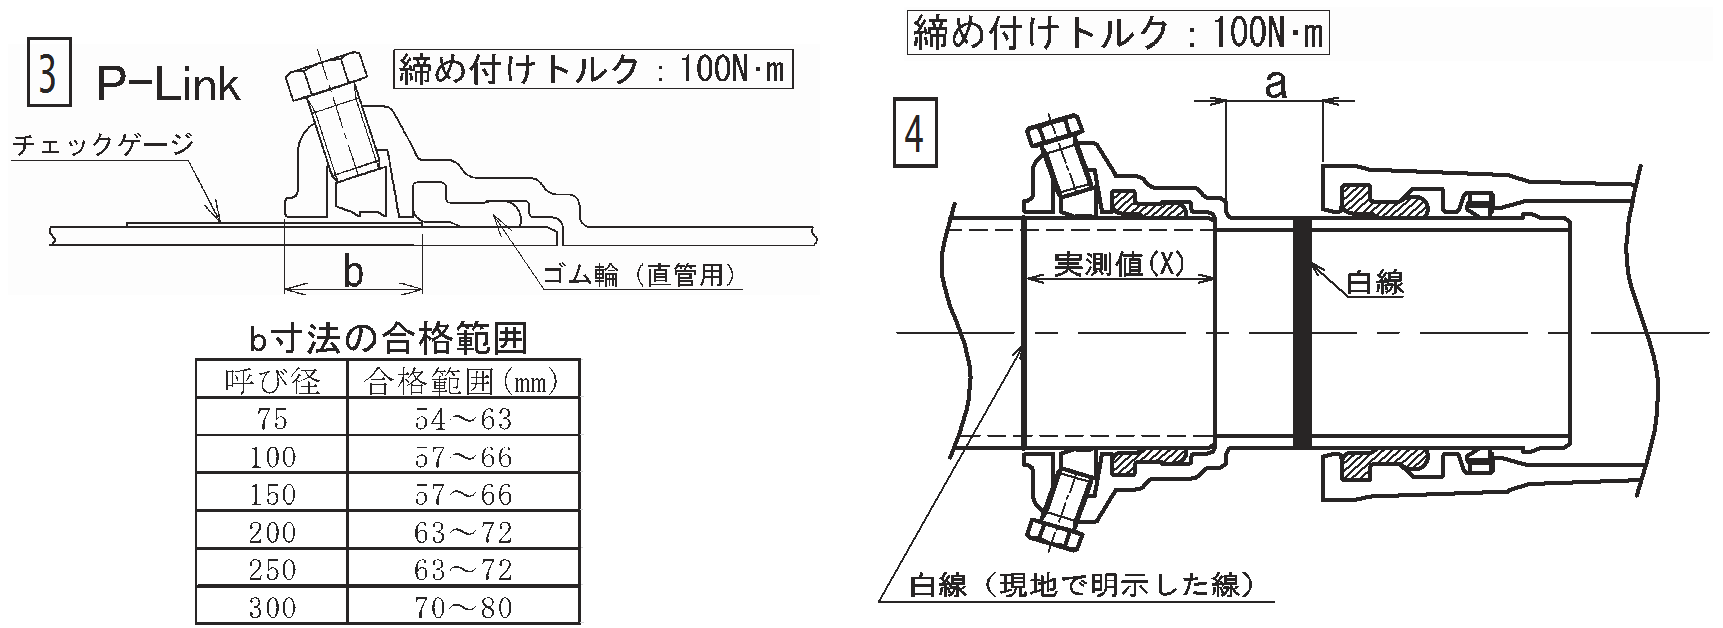 3
P-Link
締め付けトルク：100N·m
チェックゲージ
b
ゴム輪（直管用）
b寸法の合格範囲
呼び径 合格範囲(mm)
75 54～63
100 57～66
150 57～66
200 63～72
250 63～72
300 70～80
締め付けトルク：100N·m
4
a
実測値(X)
白線
白線（現地で明示した線）